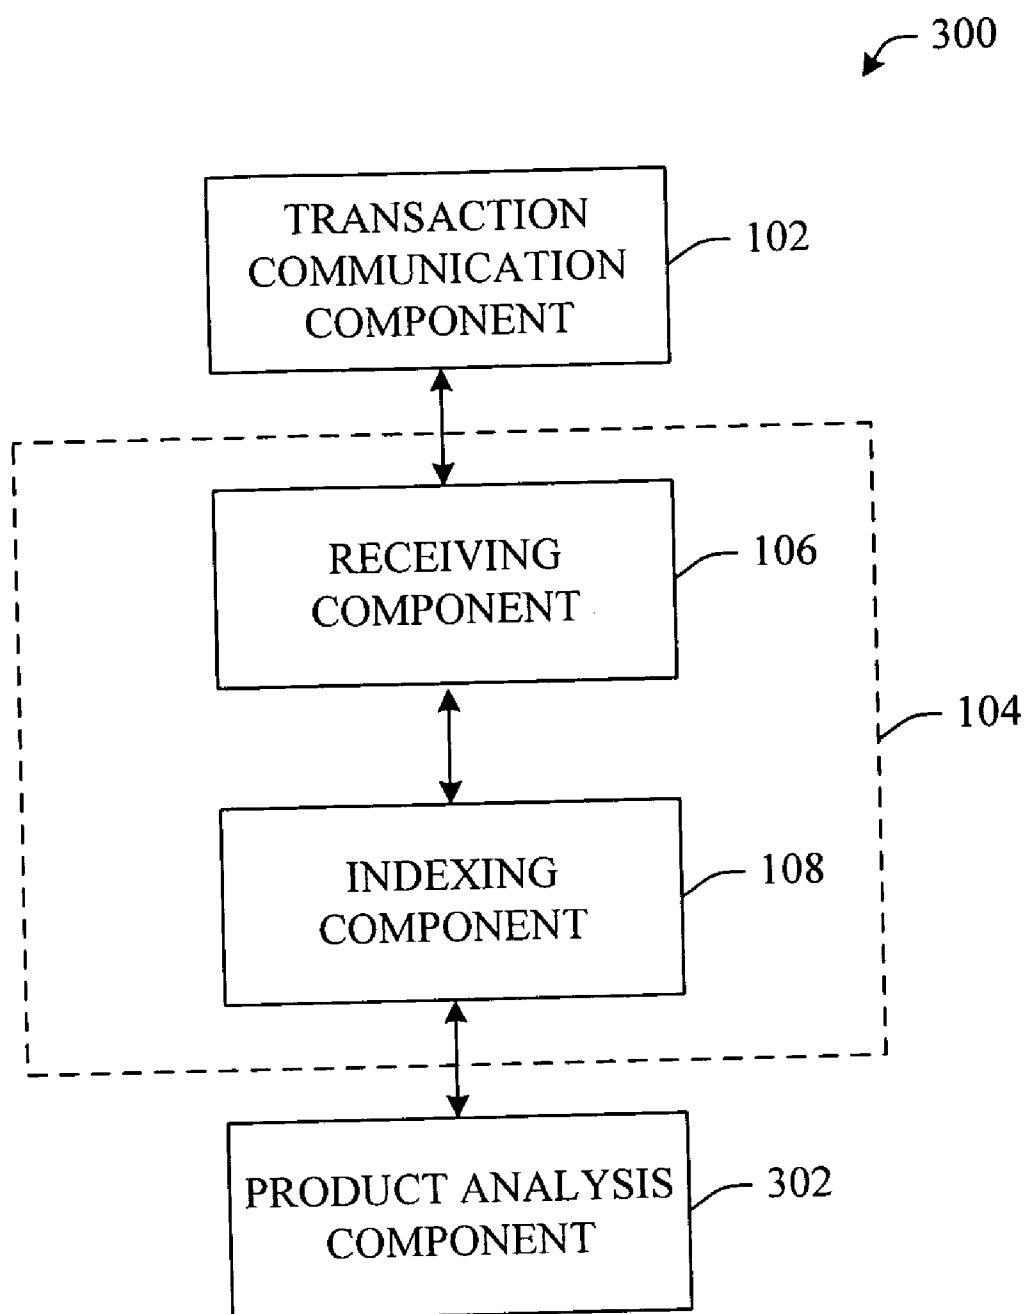 300
TRANSACTION
COMMUNICATION
COMPONENT
102
RECEIVING
COMPONENT
106
104
INDEXING
COMPONENT
108
PRODUCT ANALYSIS
COMPONENT
302